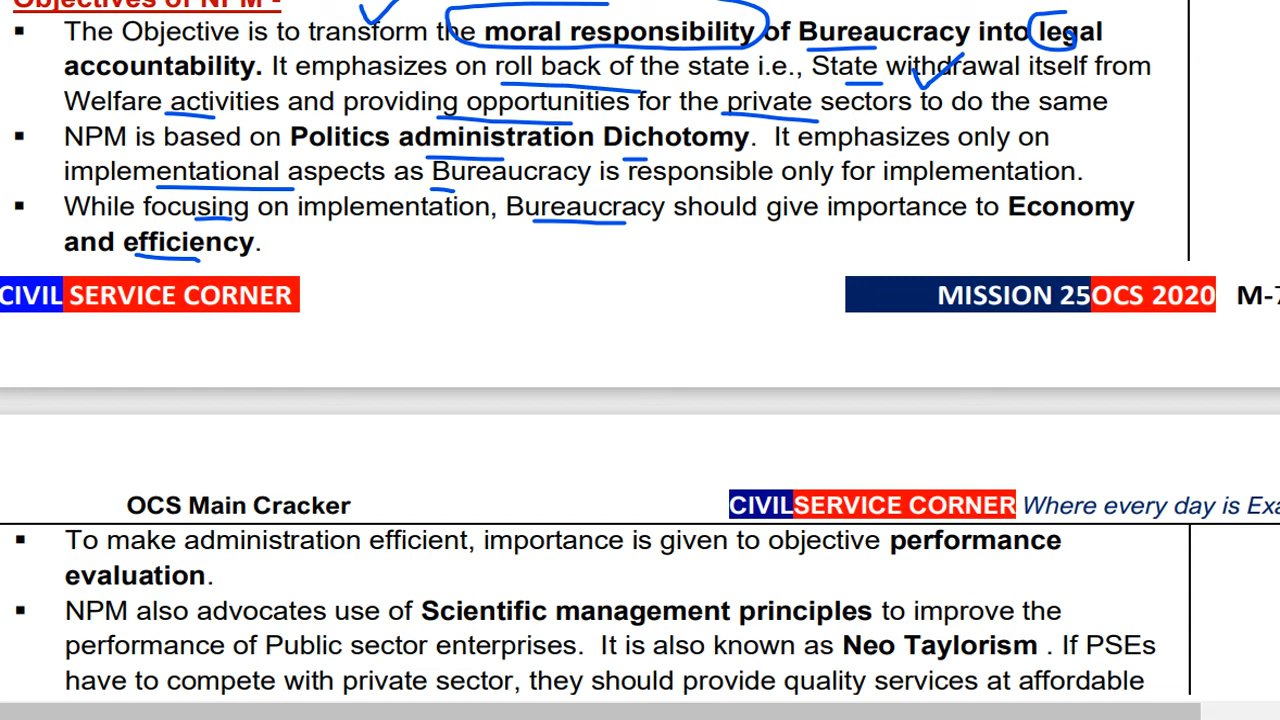 Objectives of NPM -
▪ The Objective is to transform the moral responsibility of Bureaucracy into legal
accountability. It emphasizes on roll back of the state i.e., State withdrawal itself from
Welfare activities and providing opportunities for the private sectors to do the same
▪ NPM is based on Politics administration Dichotomy. It emphasizes only on
implementational aspects as Bureaucracy is responsible only for implementation.
▪ While focusing on implementation, Bureaucracy should give importance to Economy
and efficiency.
CIVIL SERVICE CORNER MISSION 25 OCS 2020 M-7
OCS Main Cracker CIVIL SERVICE CORNER Where every day is Exa
▪ To make administration efficient, importance is given to objective performance
evaluation.
▪ NPM also advocates use of Scientific management principles to improve the
performance of Public sector enterprises. It is also known as Neo Taylorism . If PSEs
have to compete with private sector, they should provide quality services at affordable